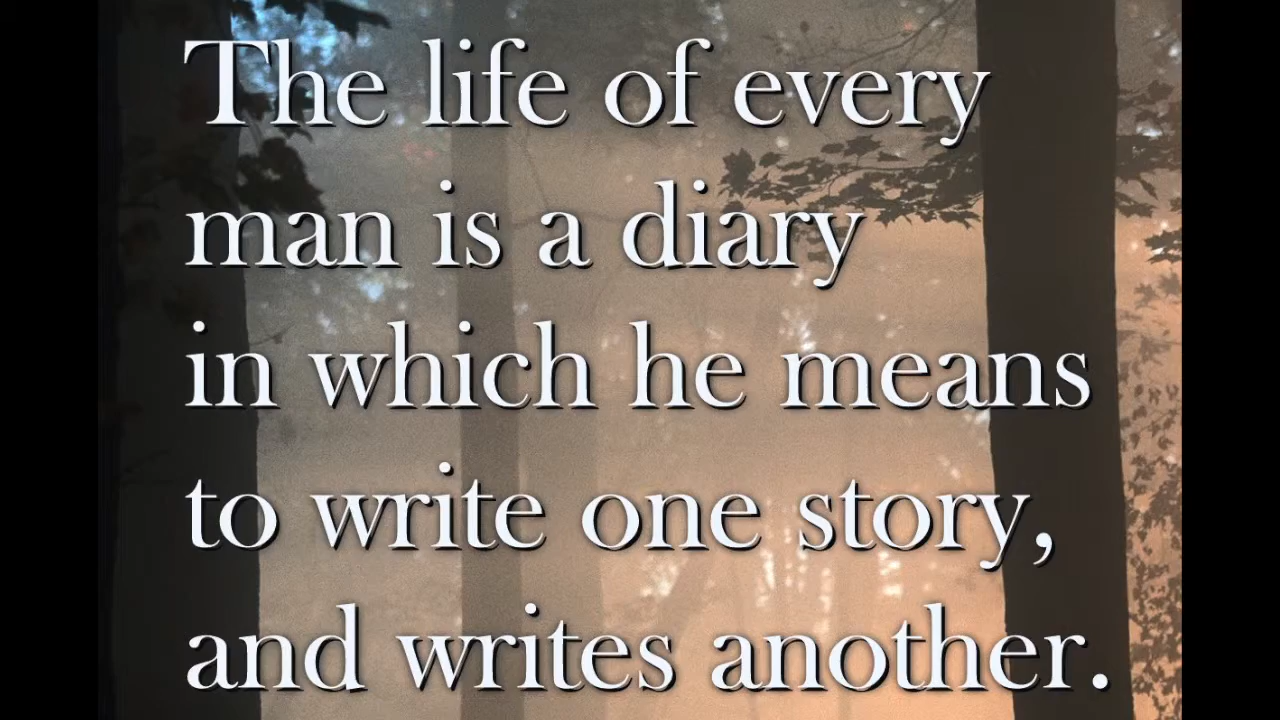 The life of every
man is a diary
in which he means
to write one story,
and writes another.